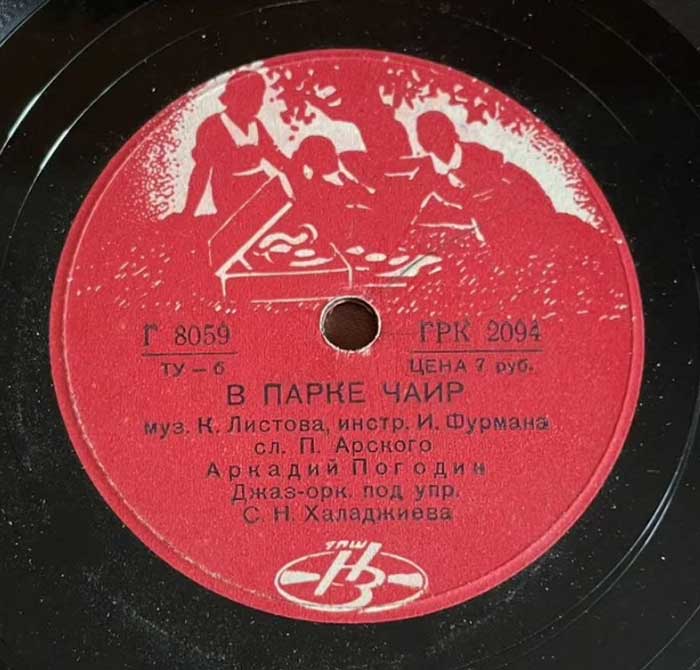 Г 8059 ГРК 2094
ТУ – 6 ЦЕНА 7 руб.
В ПАРКЕ ЧАИР
муз. К. Листова, инстр. И. Фурмана
сл. П. Арского
Аркадий Погодин
Джаз-орк. под упр.
С. Н. Халаджиева
НЗ